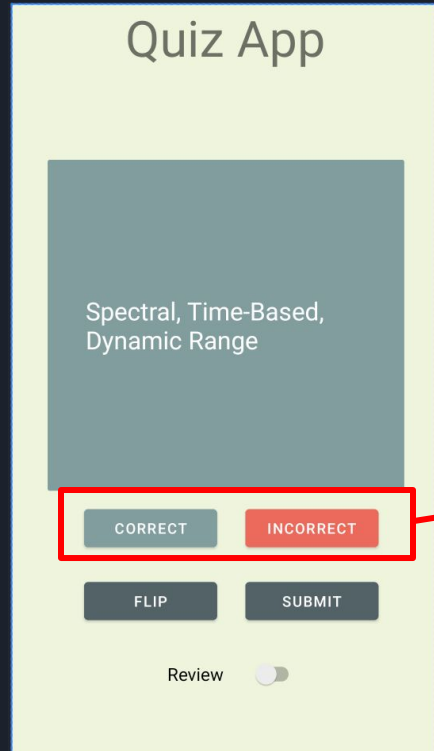 Quiz App
Spectral, Time-Based,
Dynamic Range
CORRECT INCORRECT
FLIP SUBMIT
Review